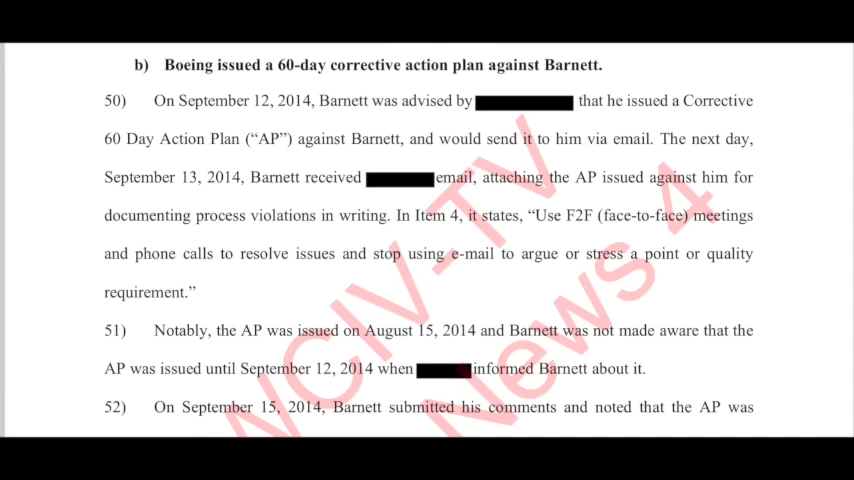 b) Boeing issued a 60-day corrective action plan against Barnett.
50) On September 12, 2014, Barnett was advised by that he issued a Corrective
60 Day Action Plan (“AP”) against Barnett, and would send it to him via email. The next day,
September 13, 2014, Barnett received email, attaching the AP issued against him for
documenting process violations in writing. In Item 4, it states, “Use F2F (face-to-face) meetings
and phone calls to resolve issues and stop using e-mail to argue or stress a point or quality
requirement.”
51) Notably, the AP was issued on August 15, 2014 and Barnett was not made aware that the
AP was issued until September 12, 2014 when informed Barnett about it.
52) On September 15, 2014, Barnett submitted his comments and noted that the AP was
WCIV-TV
News 4